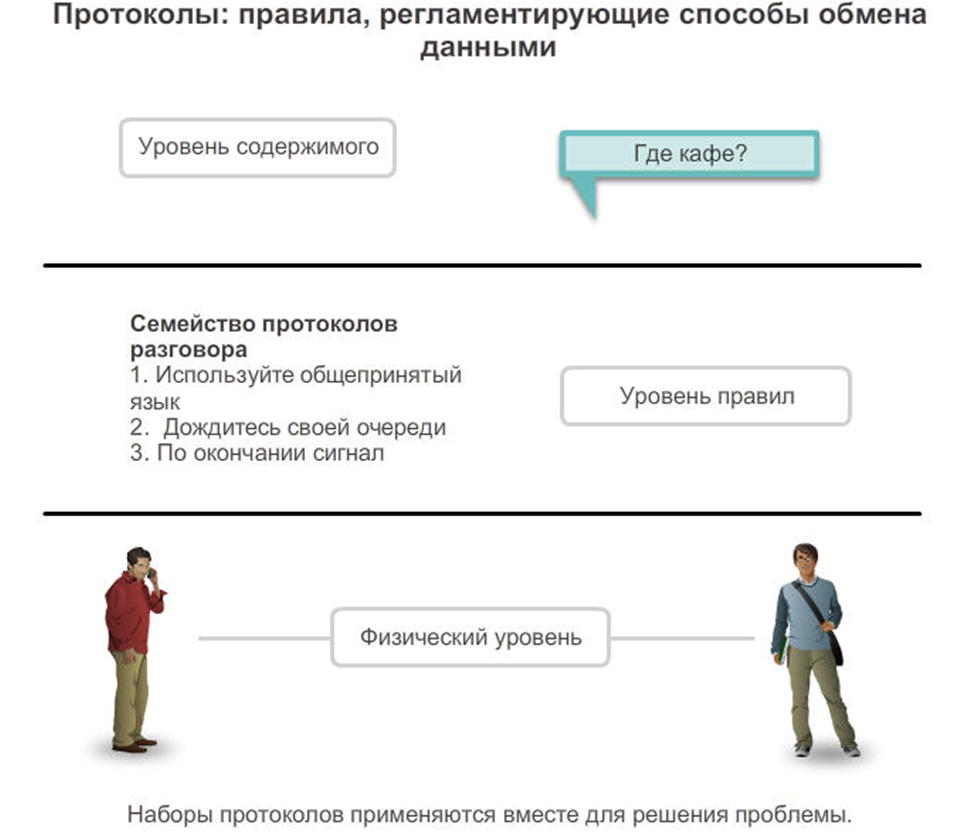 Протоколы: правила, регламентирующие способы обмена
данными
Уровень содержимого
Где кафе?
Семейство протоколов
разговора
1. Используйте общепринятый
язык
2. Дождитесь своей очереди
3. По окончании сигнал
Уровень правил
Физический уровень
Наборы протоколов применяются вместе для решения проблемы.